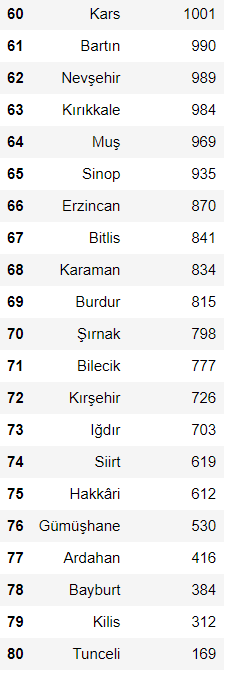 60 Kars 1001
61 Bartın 990
62 Nevşehir 989
63 Kırıkkale 984
64 Muş 969
65 Sinop 935
66 Erzincan 870
67 Bitlis 841
68 Karaman 834
69 Burdur 815
70 Şırnak 798
71 Bilecik 777
72 Kırşehir 726
73 Iğdır 703
74 Siirt 619
75 Hakkâri 612
76 Gümüşhane 530
77 Ardahan 416
78 Bayburt 384
79 Kilis 312
80 Tunceli 169